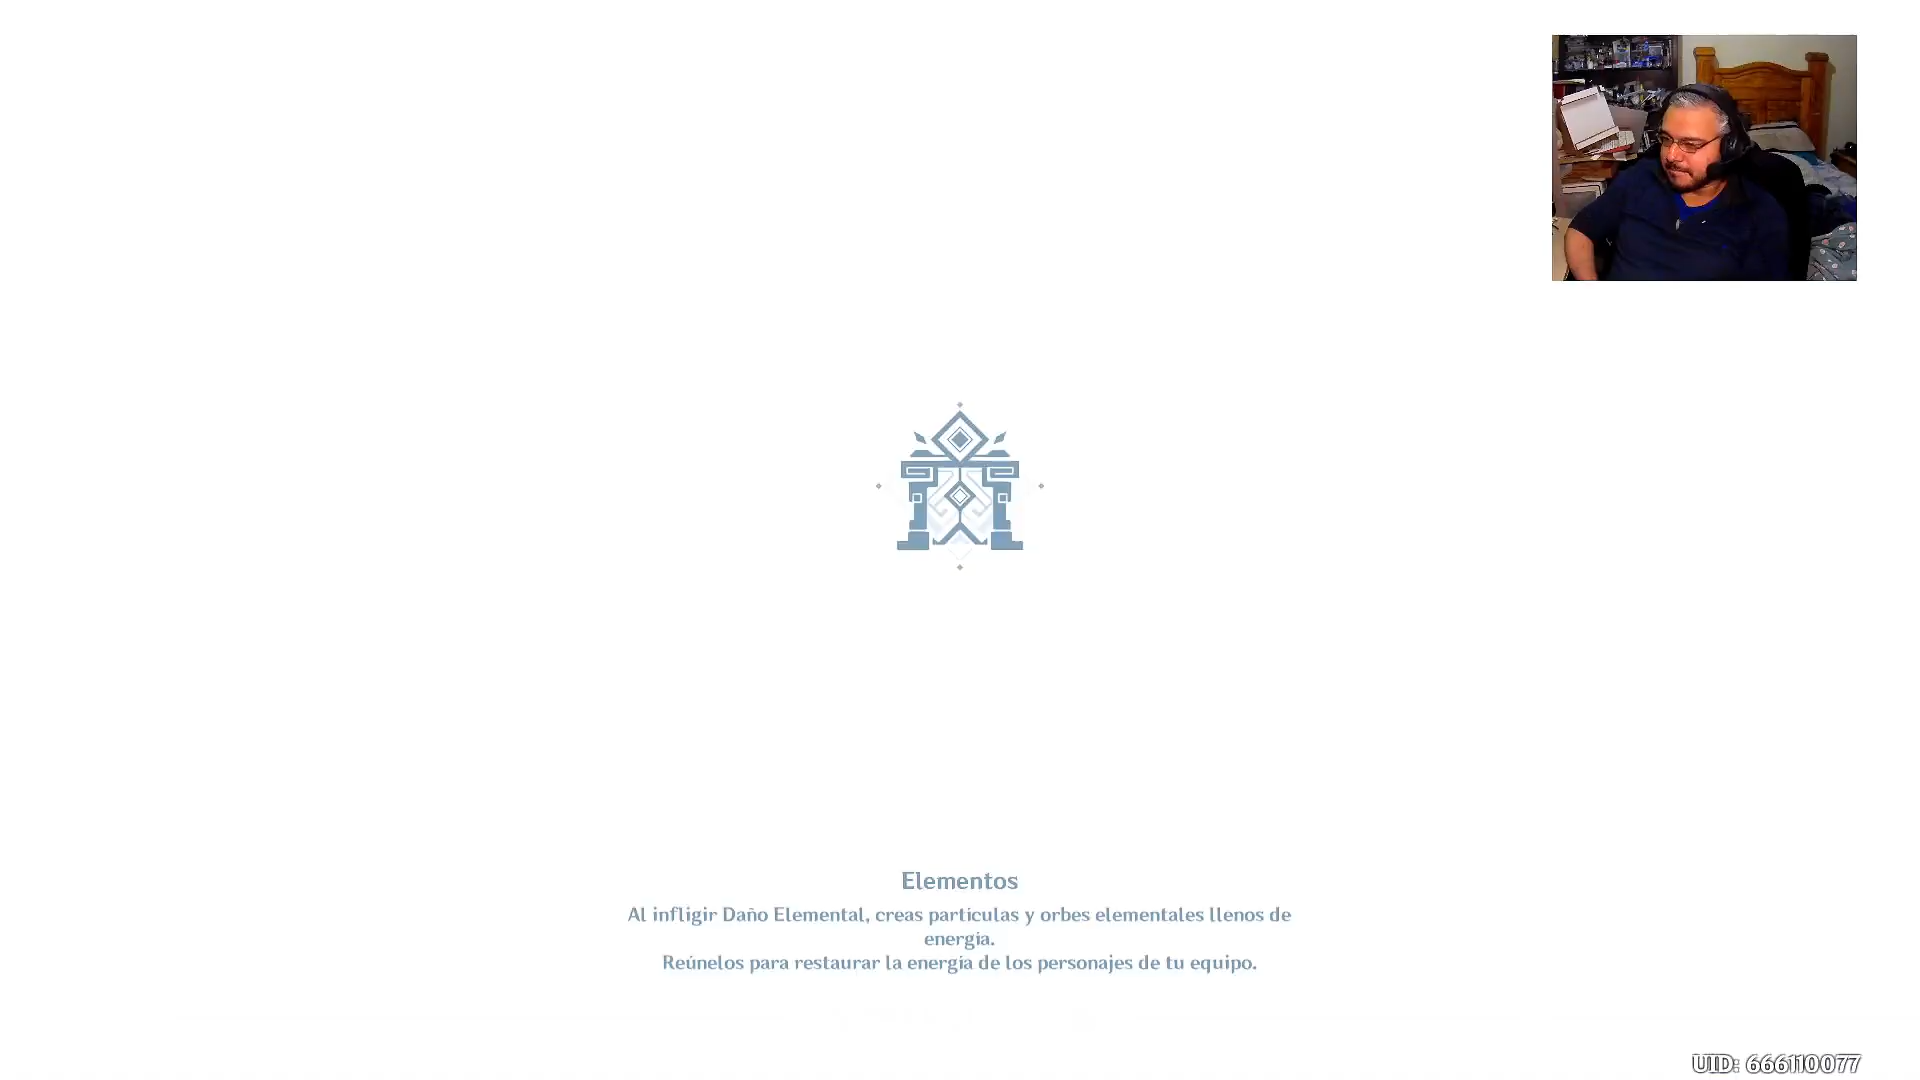 Elementos
Al infligir Daño Elemental, creas partículas y orbes elementales llenos de
energía.
Reúnelos para restaurar la energía de los personajes de tu equipo.
UID: 666110077